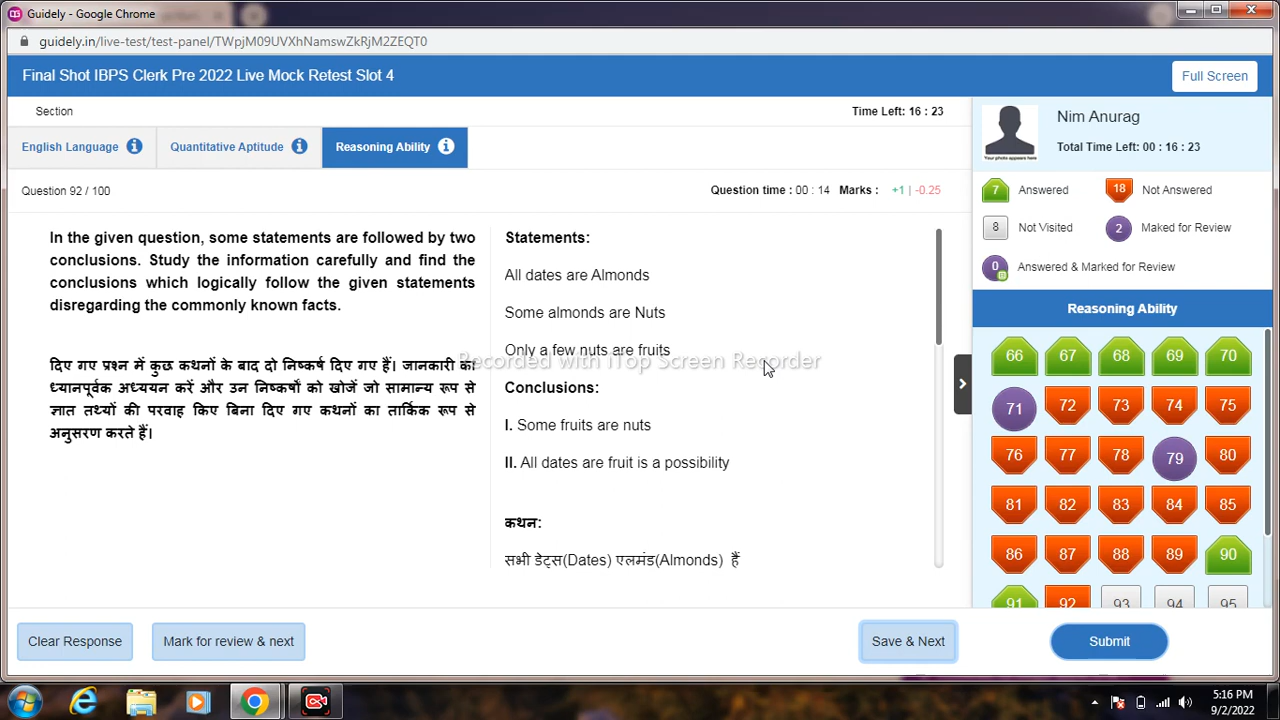 Guidely - Google Chrome
guidely.in/live-test/test-panel/TWpjM09UVXhNamswZkRjM2ZEQT0
Final Shot IBPS Clerk Pre 2022 Live Mock Retest Slot 4
Full Screen
Section
Time Left: 16 : 23
English Language
Quantitative Aptitude
Reasoning Ability
Question 92 / 100
Question time : 00 : 14 Marks : +1 | -0.25
In the given question, some statements are followed by two
conclusions. Study the information carefully and find the
conclusions which logically follow the given statements
disregarding the commonly known facts.
दिए गए प्रश्न में कुछ कथनों के बाद दो निष्कर्ष दिए गए हैं। जानकारी का
ध्यानपूर्वक अध्ययन करें और उन निष्कर्षों को खोजें जो सामान्य रूप से
ज्ञात तथ्यों की परवाह किए बिना दिए गए कथनों का तार्किक रूप से
अनुसरण करते हैं।
Statements:
All dates are Almonds
Some almonds are Nuts
Only a few nuts are fruits
Recorded with iTop Screen Recorder
Conclusions:
I. Some fruits are nuts
II. All dates are fruit is a possibility
कथन:
सभी डेट्स(Dates) एलमंड(Almonds) हैं
Clear Response
Mark for review & next
Save & Next
Submit
Your photo appears here
Nim Anurag
Total Time Left: 00 : 16 : 23
7 Answered
18 Not Answered
8 Not Visited
2 Maked for Review
0 Answered & Marked for Review
Reasoning Ability
66 67 68 69 70
71 72 73 74 75
76 77 78 79 80
81 82 83 84 85
86 87 88 89 90
91 92 93 94 95
5:16 PM
9/2/2022